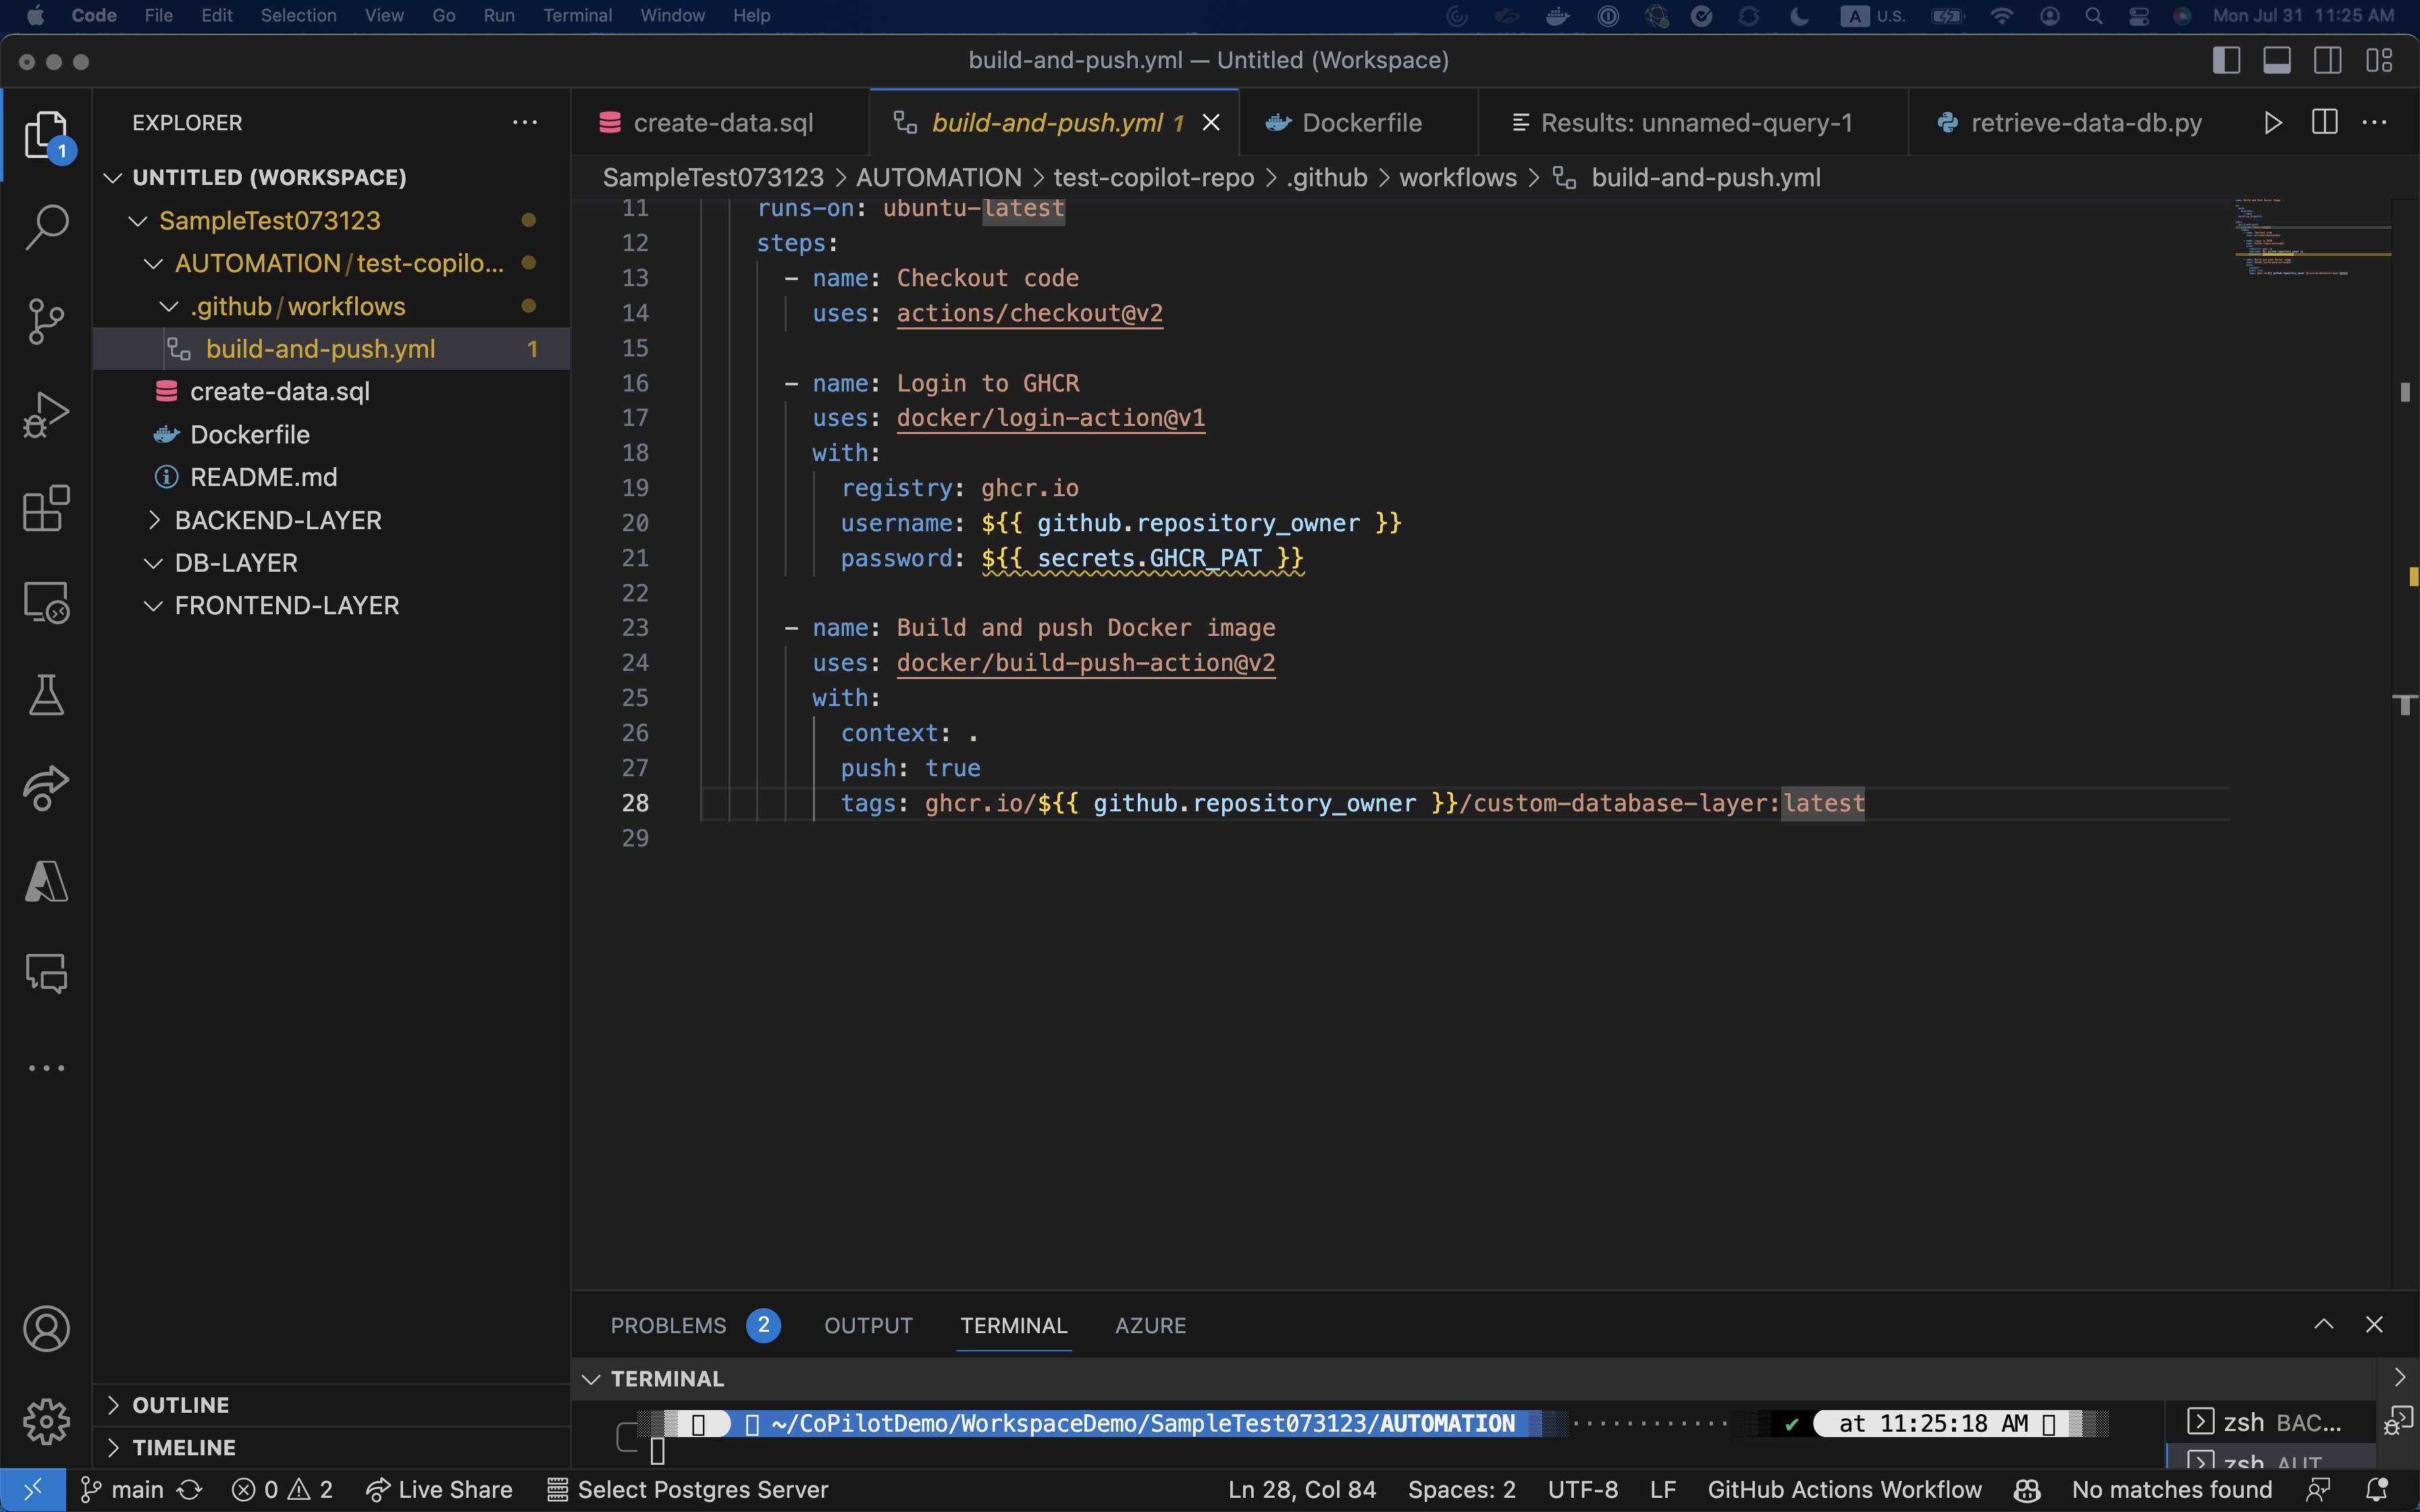 Code File Edit Selection View Go Run Terminal Window Help A U.S. Mon Jul 31 11:25 AM
build-and-push.yml — Untitled (Workspace)
EXPLORER
1
UNTITLED (WORKSPACE)
SampleTest073123
AUTOMATION/test-copilo...
.github/workflows
build-and-push.yml 1
create-data.sql
Dockerfile
README.md
BACKEND-LAYER
DB-LAYER
FRONTEND-LAYER
OUTLINE
TIMELINE
create-data.sql build-and-push.yml 1 Dockerfile Results: unnamed-query-1 retrieve-data-db.py
SampleTest073123 > AUTOMATION > test-copilot-repo > .github > workflows > build-and-push.yml
11 runs-on: ubuntu-latest
12 steps:
13 - name: Checkout code
14 uses: actions/checkout@v2
15
16 - name: Login to GHCR
17 uses: docker/login-action@v1
18 with:
19 registry: ghcr.io
20 username: ${{ github.repository_owner }}
21 password: ${{ secrets.GHCR_PAT }}
22
23 - name: Build and push Docker image
24 uses: docker/build-push-action@v2
25 with:
26 context: .
27 push: true
28 tags: ghcr.io/${{ github.repository_owner }}/custom-database-layer:latest
29
PROBLEMS 2 OUTPUT TERMINAL AZURE
TERMINAL
~/CoPilotDemo/WorkspaceDemo/SampleTest073123/AUTOMATION ············ ✔ at 11:25:18 AM
zsh BAC...
zsh AUT...
main 0 2 Live Share Select Postgres Server Ln 28, Col 84 Spaces: 2 UTF-8 LF GitHub Actions Workflow No matches found